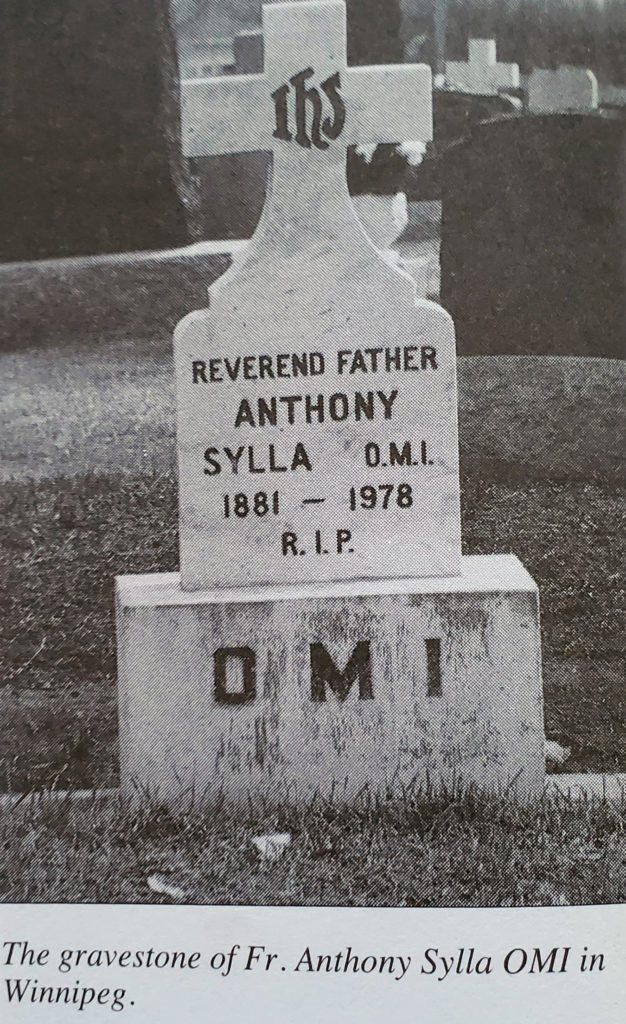 ihs
REVEREND FATHER
ANTHONY
SYLLA O.M.I.
1881 – 1978
R.I.P.
OMI
The gravestone of Fr. Anthony Sylla OMI in
Winnipeg.